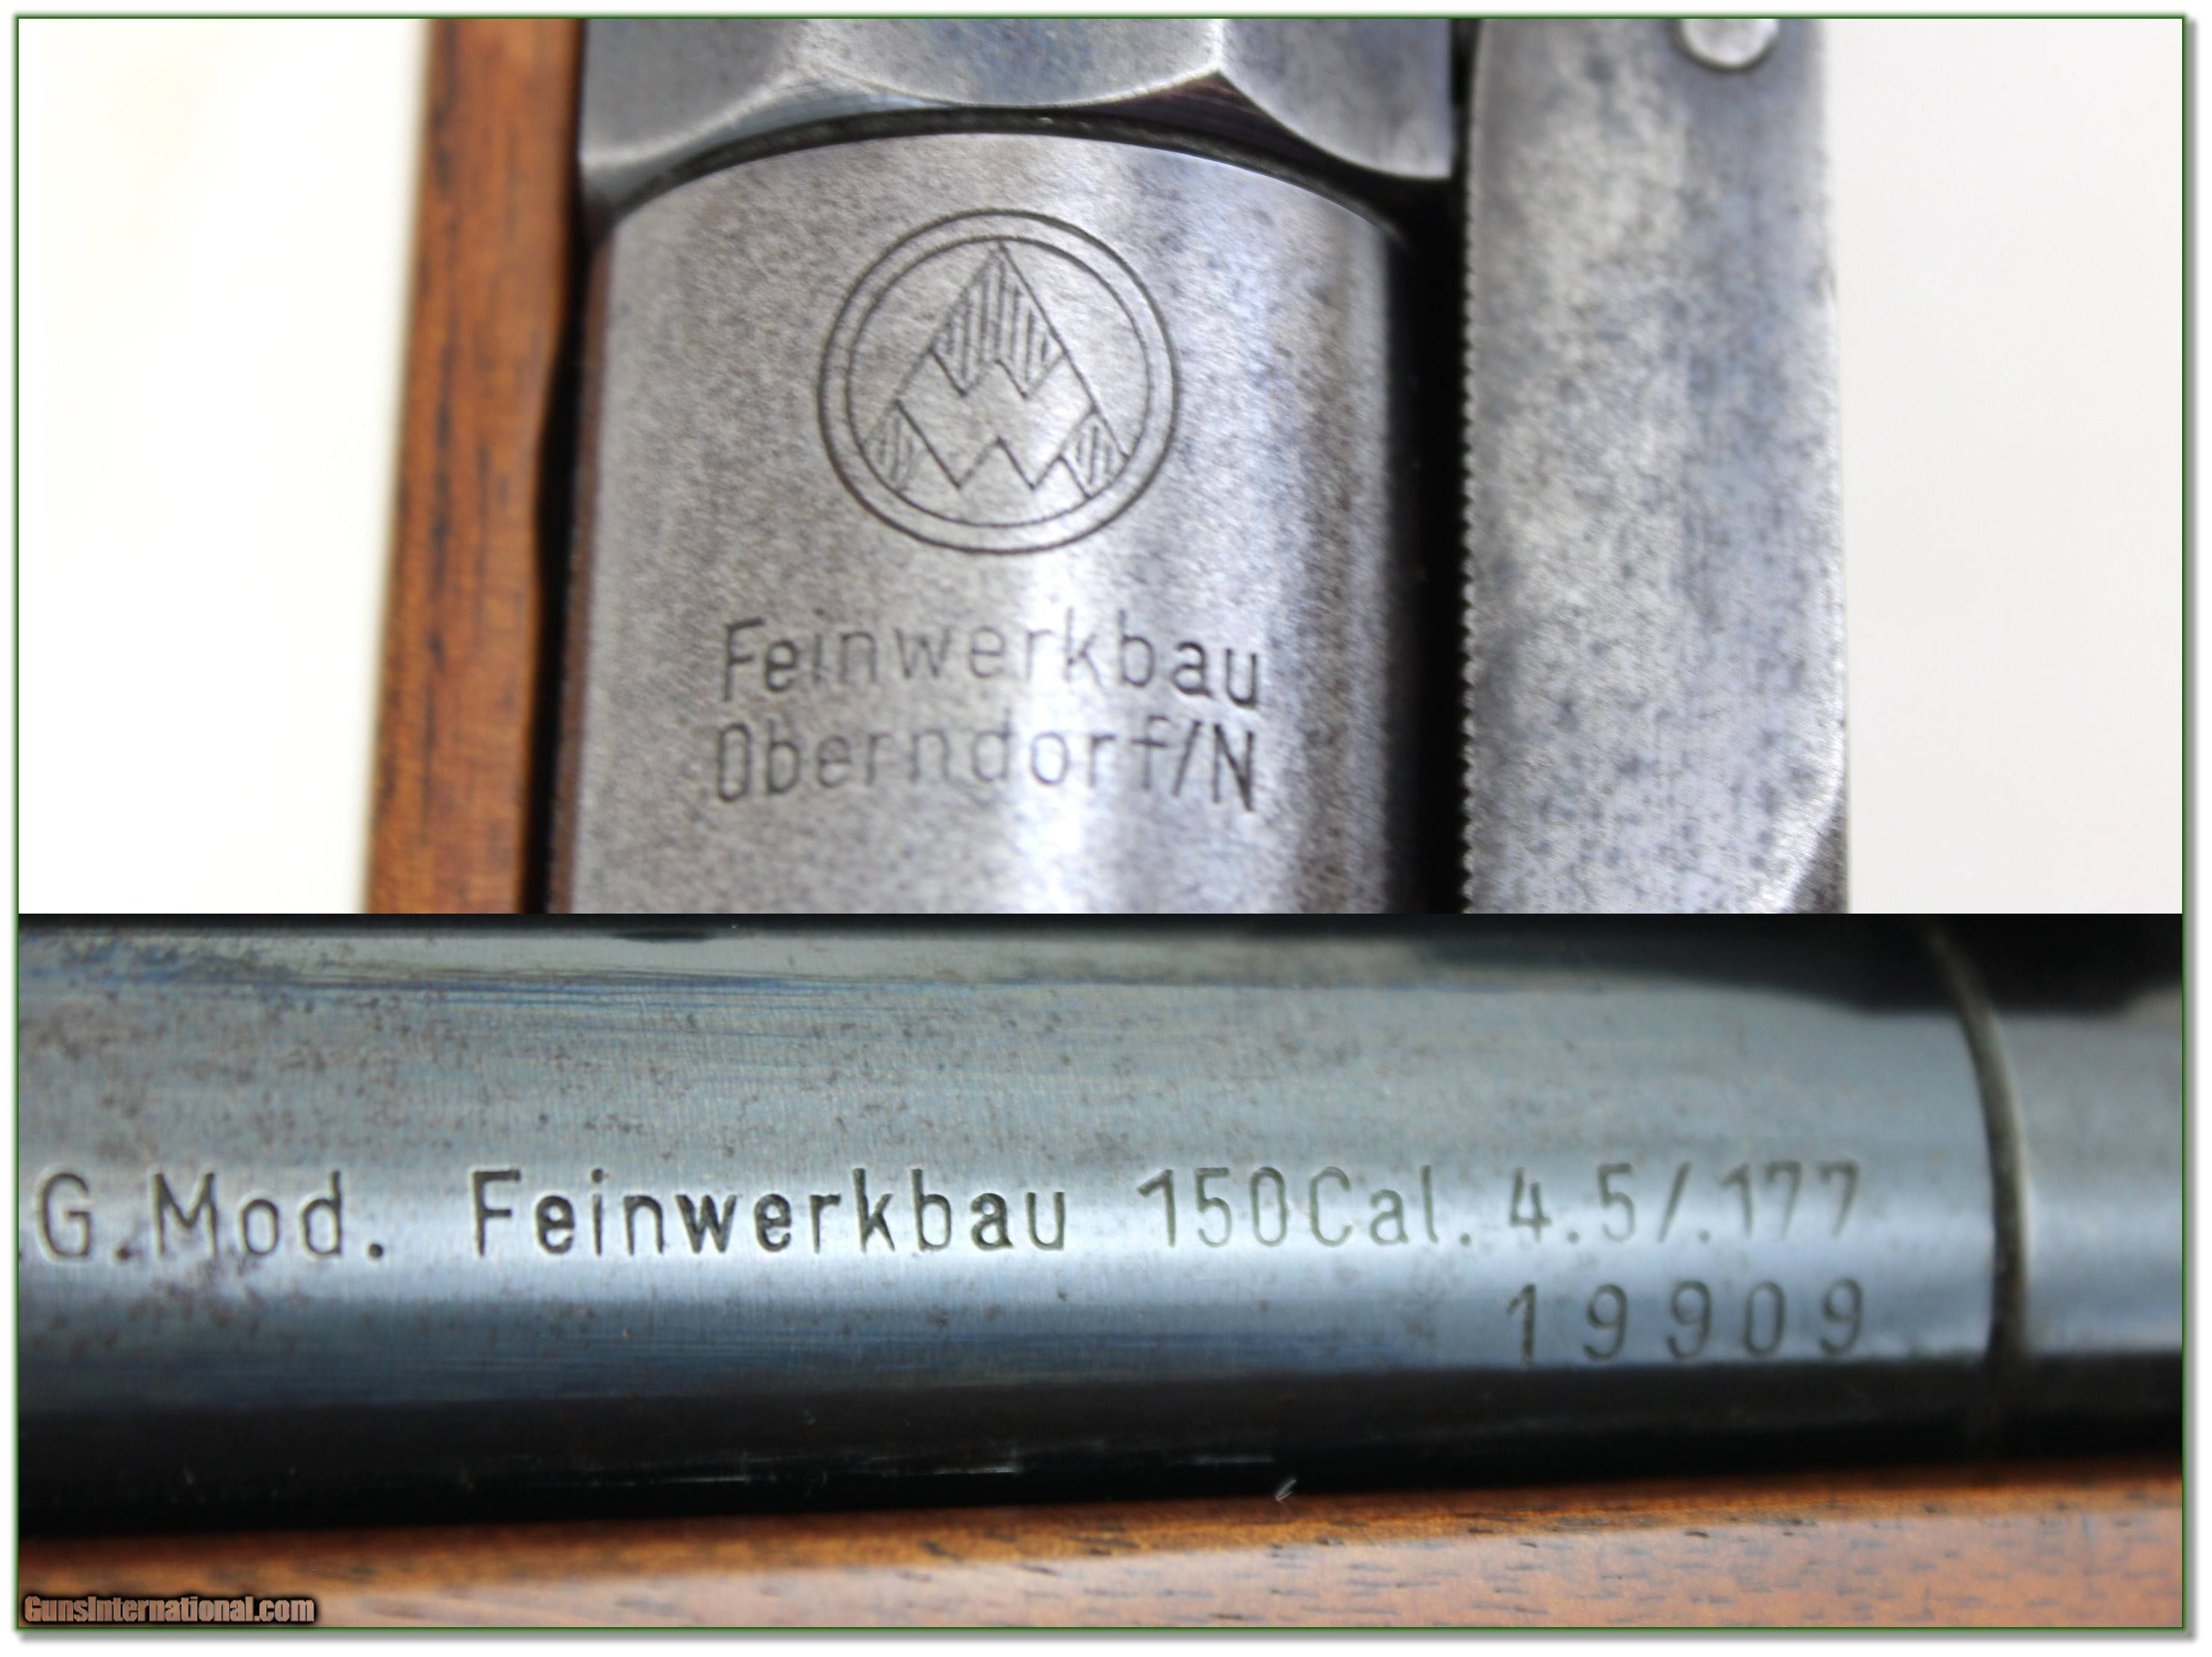 Feinwerkbau
Oberndorf/N
.G.Mod. Feinwerkbau 150Cal. 4.5/.177
19909
GunsInternational.com